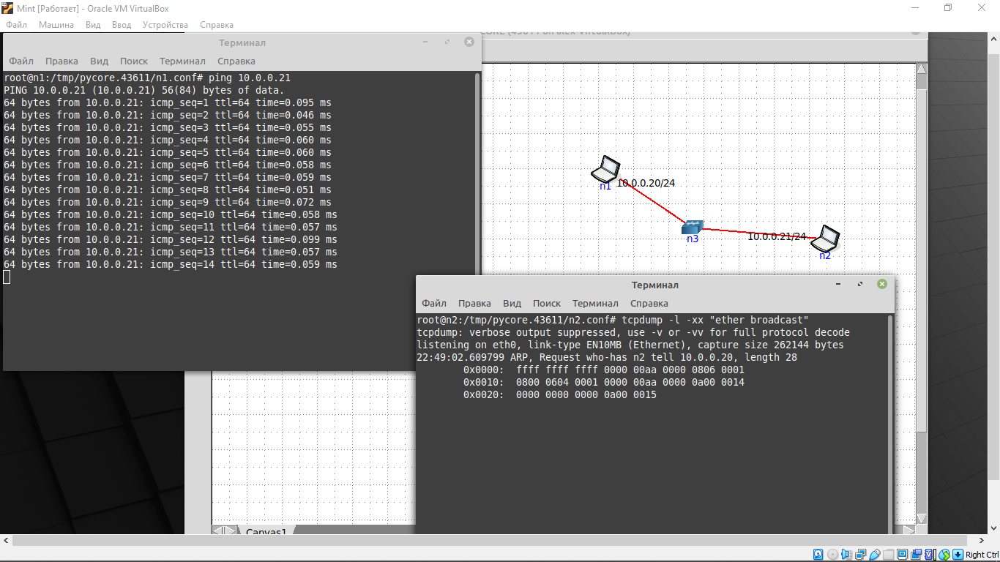 Mint [Работает] - Oracle VM VirtualBox
Файл Машина Вид Ввод Устройства Справка
Терминал
Файл Правка Вид Поиск Терминал Справка
root@n1:/tmp/pycore.43611/n1.conf# ping 10.0.0.21
PING 10.0.0.21 (10.0.0.21) 56(84) bytes of data.
64 bytes from 10.0.0.21: icmp_seq=1 ttl=64 time=0.095 ms
64 bytes from 10.0.0.21: icmp_seq=2 ttl=64 time=0.046 ms
64 bytes from 10.0.0.21: icmp_seq=3 ttl=64 time=0.055 ms
64 bytes from 10.0.0.21: icmp_seq=4 ttl=64 time=0.060 ms
64 bytes from 10.0.0.21: icmp_seq=5 ttl=64 time=0.060 ms
64 bytes from 10.0.0.21: icmp_seq=6 ttl=64 time=0.058 ms
64 bytes from 10.0.0.21: icmp_seq=7 ttl=64 time=0.059 ms
64 bytes from 10.0.0.21: icmp_seq=8 ttl=64 time=0.051 ms
64 bytes from 10.0.0.21: icmp_seq=9 ttl=64 time=0.072 ms
64 bytes from 10.0.0.21: icmp_seq=10 ttl=64 time=0.058 ms
64 bytes from 10.0.0.21: icmp_seq=11 ttl=64 time=0.057 ms
64 bytes from 10.0.0.21: icmp_seq=12 ttl=64 time=0.099 ms
64 bytes from 10.0.0.21: icmp_seq=13 ttl=64 time=0.057 ms
64 bytes from 10.0.0.21: icmp_seq=14 ttl=64 time=0.059 ms
10.0.0.20/24
n1
n3
10.0.0.21/24
n2
Терминал
Файл Правка Вид Поиск Терминал Справка
root@n2:/tmp/pycore.43611/n2.conf# tcpdump -l -xx "ether broadcast"
tcpdump: verbose output suppressed, use -v or -vv for full protocol decode
listening on eth0, link-type EN10MB (Ethernet), capture size 262144 bytes
22:49:02.609799 ARP, Request who-has n2 tell 10.0.0.20, length 28
0x0000: ffff ffff ffff 0000 00aa 0000 0806 0001
0x0010: 0800 0604 0001 0000 00aa 0000 0a00 0014
0x0020: 0000 0000 0000 0a00 0015
Canvas1
Right Ctrl